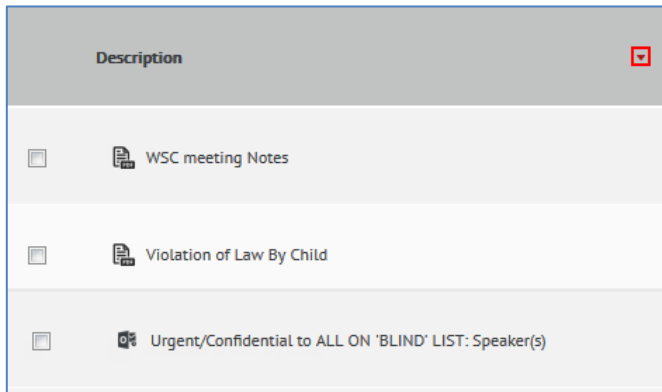 Description
WSC meeting Notes
Violation of Law By Child
Urgent/Confidential to ALL ON 'BLIND' LIST: Speaker(s)